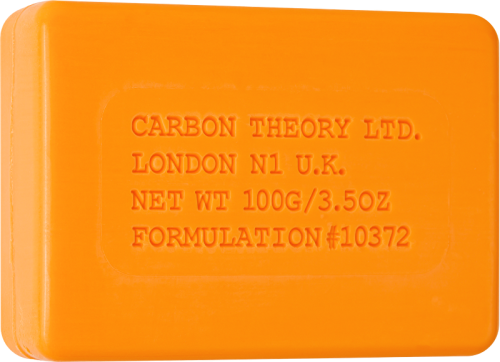 CARBON THEORY LTD.
LONDON N1 U.K.
NET WT 100G/3.5OZ
FORMULATION #10372